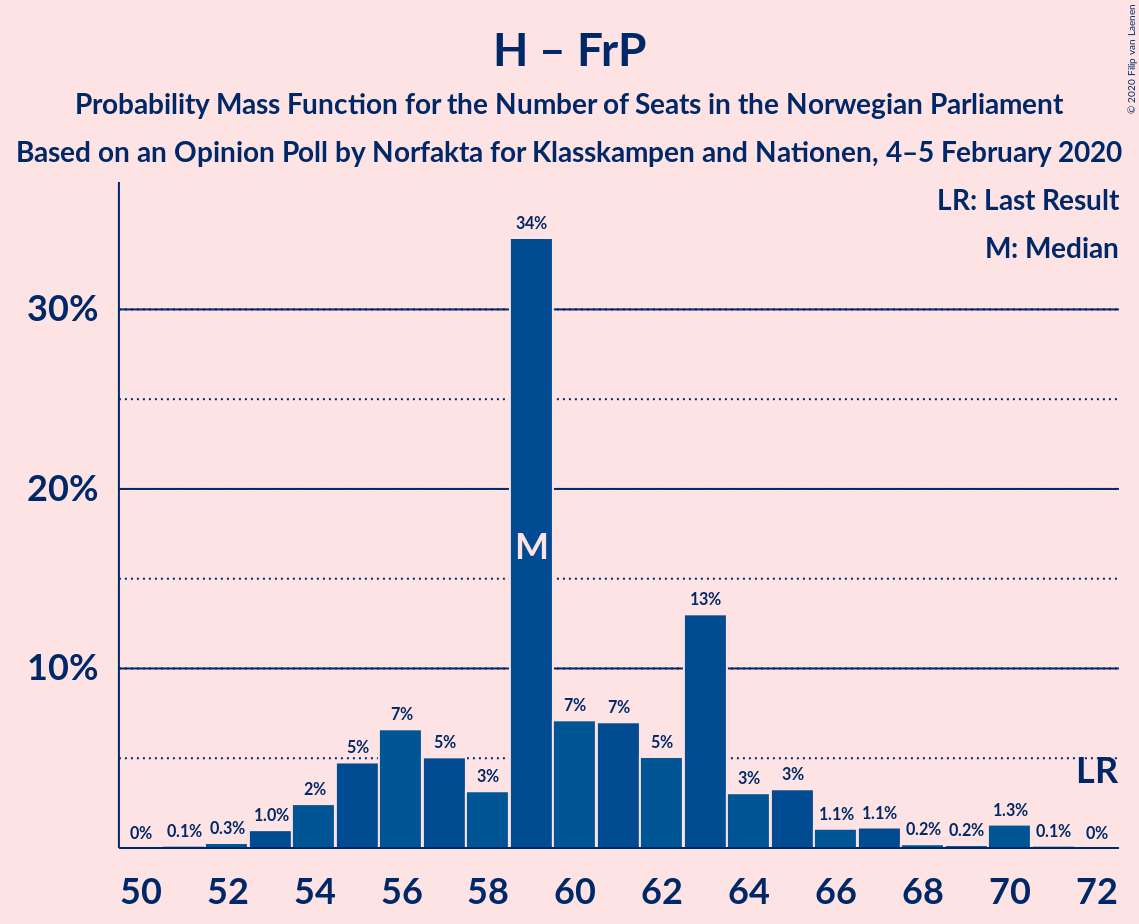 H – FrP
Probability Mass Function for the Number of Seats in the Norwegian Parliament
Based on an Opinion Poll by Norfakta for Klasskampen and Nationen, 4–5 February 2020
© 2020 Filip van Laenen
LR: Last Result
M: Median
30%
20%
10%
0%
0.1%
0.3%
1.0%
2%
5%
7%
5%
3%
34%
7%
7%
5%
13%
3%
3%
1.1%
1.1%
0.2%
0.2%
1.3%
0.1%
0%
M
LR
50 52 54 56 58 60 62 64 66 68 70 72